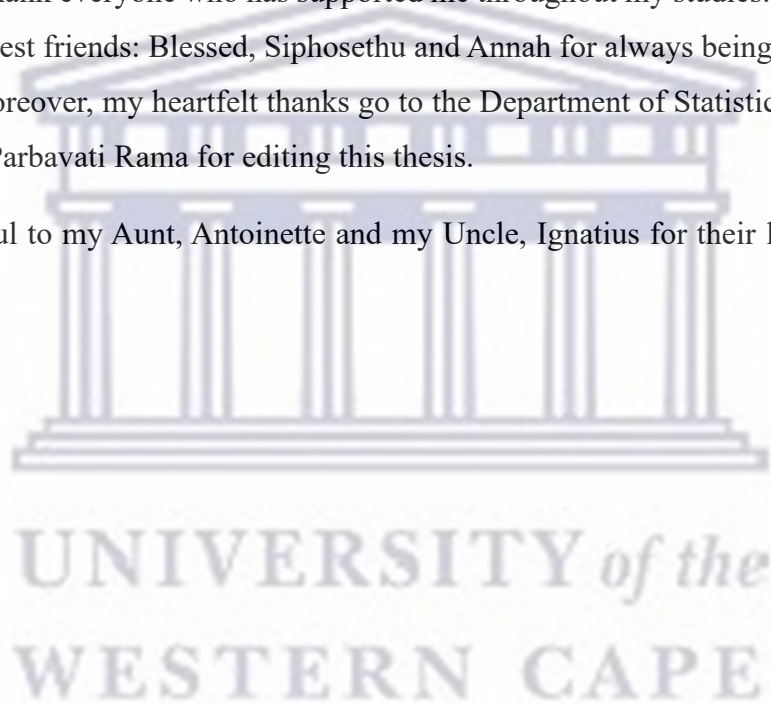 thank everyone who has supported me throughout my studies.
est friends: Blessed, Siphosethu and Annah for always being
oreover, my heartfelt thanks go to the Department of Statistic
Parbavati Rama for editing this thesis.
ul to my Aunt, Antoinette and my Uncle, Ignatius for their
UNIVERSITY of the
WESTERN CAPE